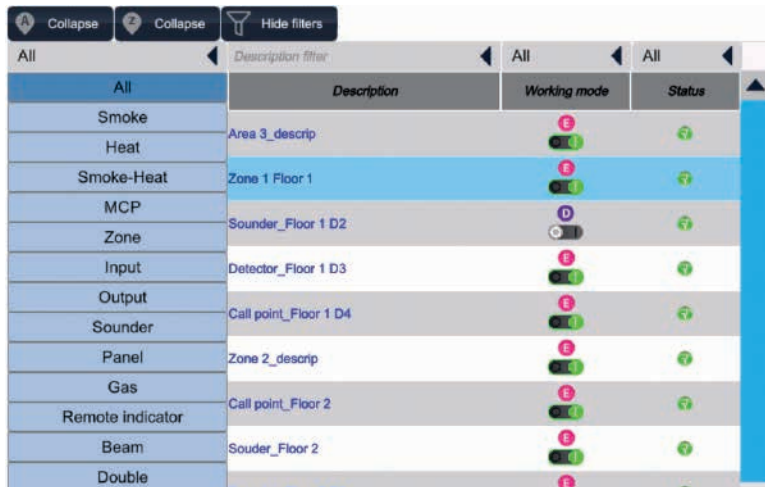 A Collapse Z Collapse Hide filters
All Description filter All All
All
Description Working mode Status
Smoke
Heat
Smoke-Heat
MCP
Zone
Input
Output
Sounder
Panel
Gas
Remote indicator
Beam
Double
Area 3_descrip E
Zone 1 Floor 1 E
Sounder_Floor 1 D2 D
Detector_Floor 1 D3 E
Call point_Floor 1 D4 E
Zone 2_descrip E
Call point_Floor 2 E
Souder_Floor 2 E
E